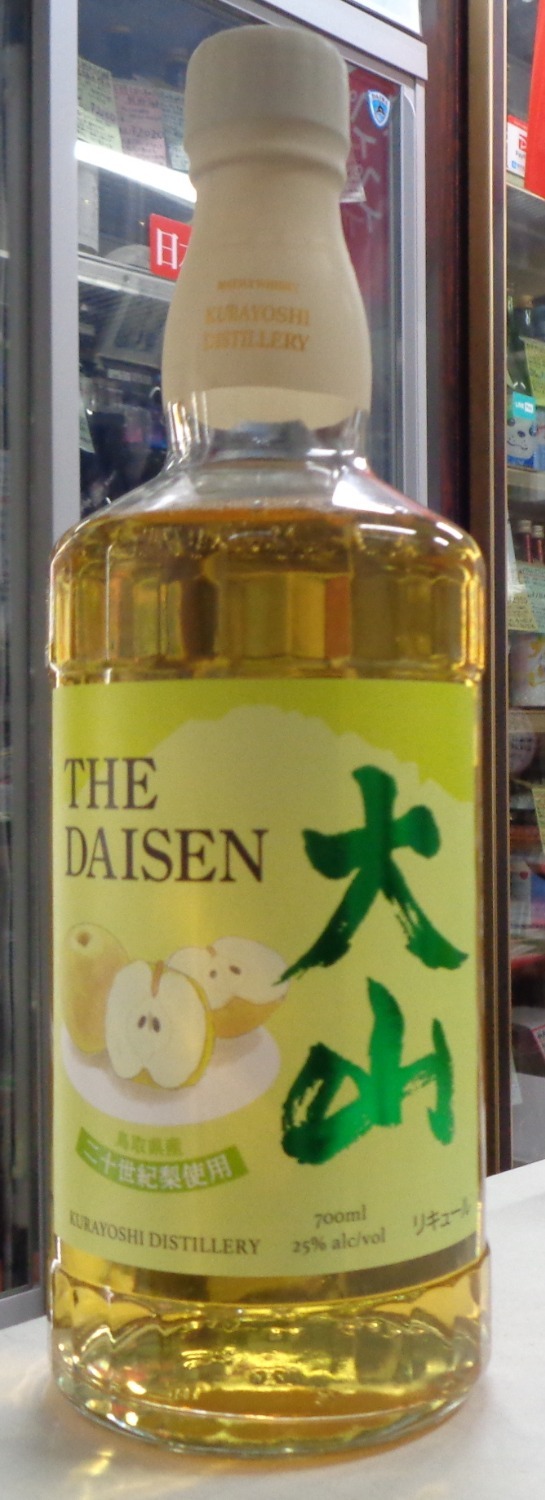 KURAYOSHI
DISTILLERY
THE
DAISEN
大山
鳥取県産
二十世紀梨使用
KURAYOSHI DISTILLERY
700ml
25% alc/vol
リキュール